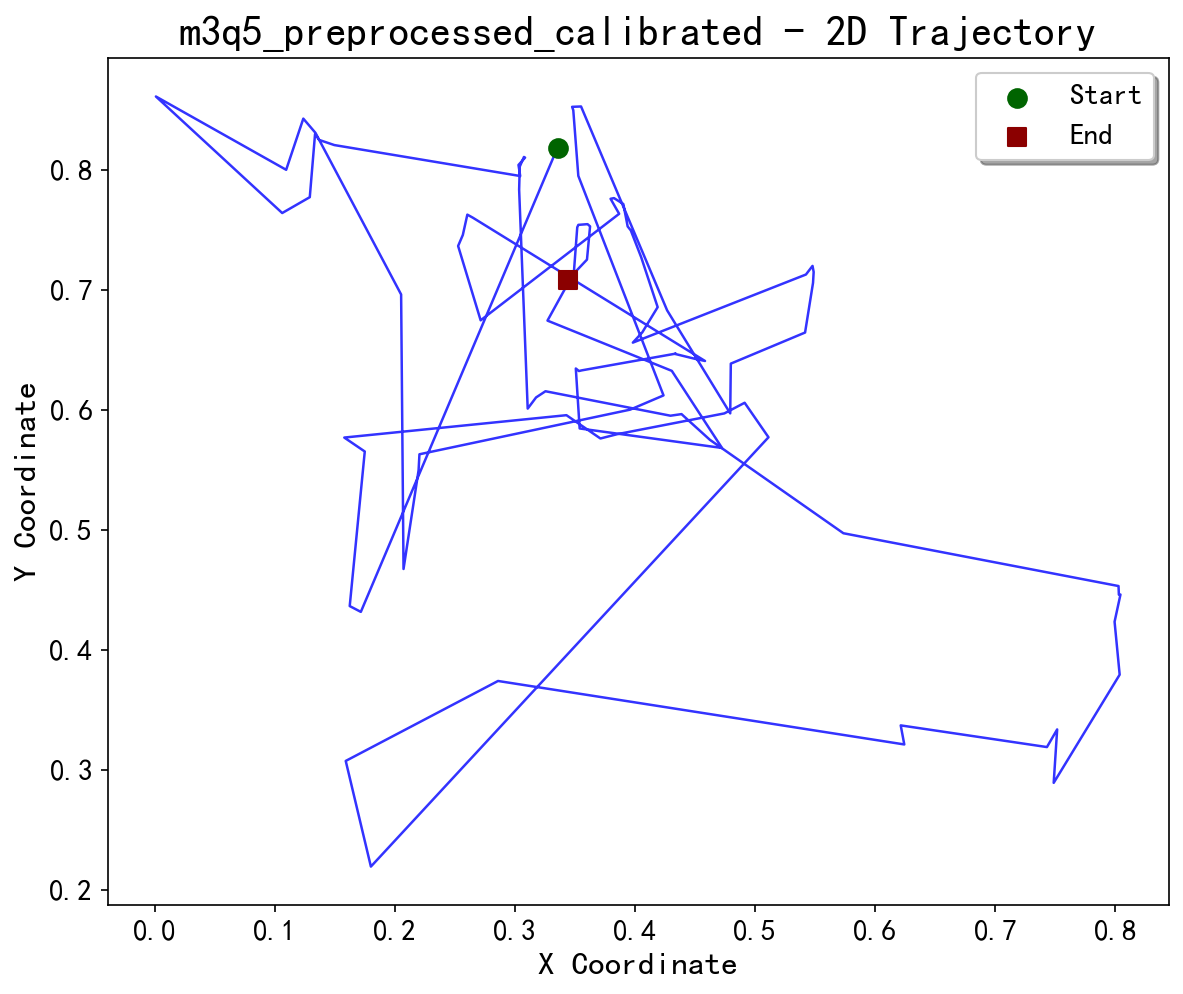 m3q5_preprocessed_calibrated - 2D Trajectory
Start
End
0.8
0.7
0.6
0.5
0.4
0.3
0.2
Y Coordinate
0.0 0.1 0.2 0.3 0.4 0.5 0.6 0.7 0.8
X Coordinate